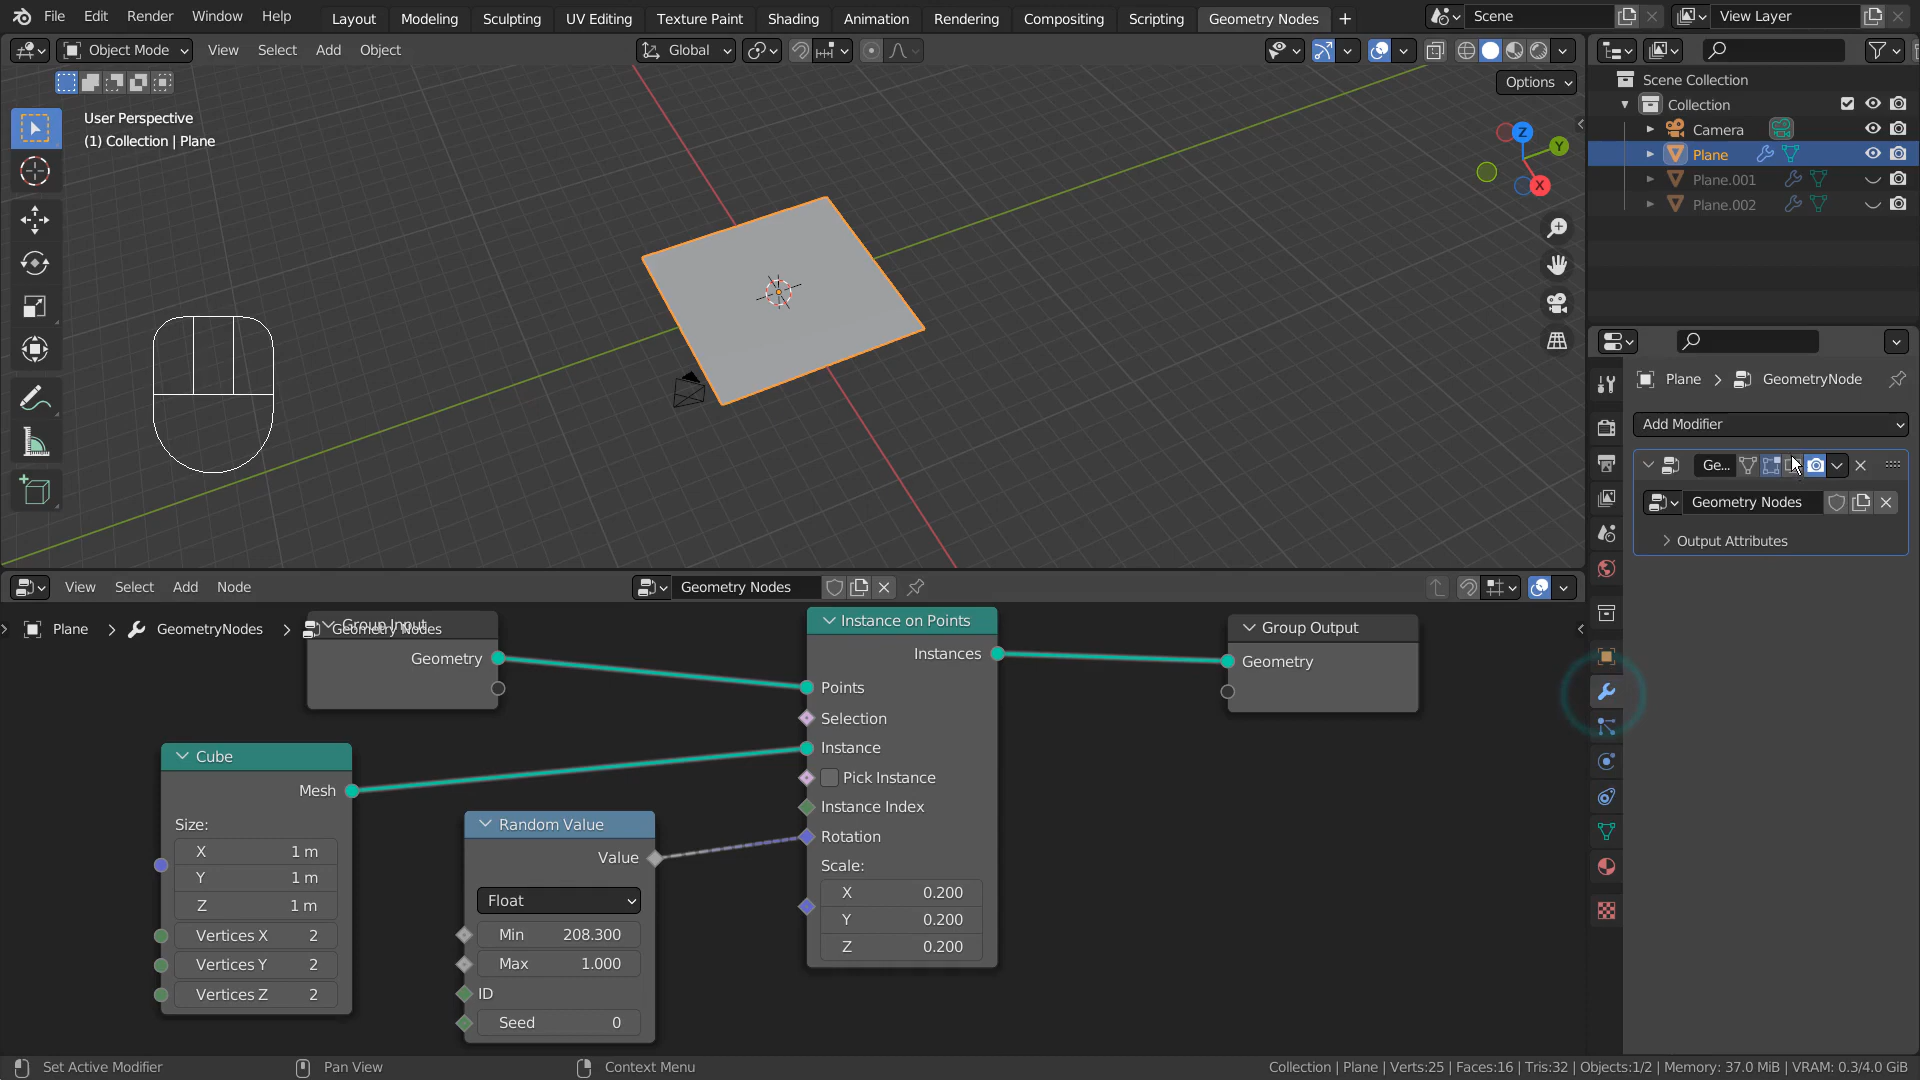 File Edit Render Window Help Layout Modeling Sculpting UV Editing Texture Paint Shading Animation Rendering Compositing Scripting Geometry Nodes + Scene View Layer
Object Mode View Select Add Object Global
Options
User Perspective
(1) Collection | Plane
Z
Y
X
Scene Collection
Collection
Camera
Plane
Plane.001
Plane.002
Plane > GeometryNode
Add Modifier
Ge...
Geometry Nodes
Output Attributes
View Select Add Node Geometry Nodes
Plane > GeometryNodes > Geometry Nodes
Group Input
Geometry
Cube
Mesh
Size:
X 1 m
Y 1 m
Z 1 m
Vertices X 2
Vertices Y 2
Vertices Z 2
Random Value
Value
Float
Min 208.300
Max 1.000
ID
Seed 0
Instance on Points
Instances
Points
Selection
Instance
Pick Instance
Instance Index
Rotation
Scale:
X 0.200
Y 0.200
Z 0.200
Group Output
Geometry
Set Active Modifier Pan View Context Menu Collection | Plane | Verts:25 | Faces:16 | Tris:32 | Objects:1/2 | Memory: 37.0 MiB | VRAM: 0.3/4.0 GiB